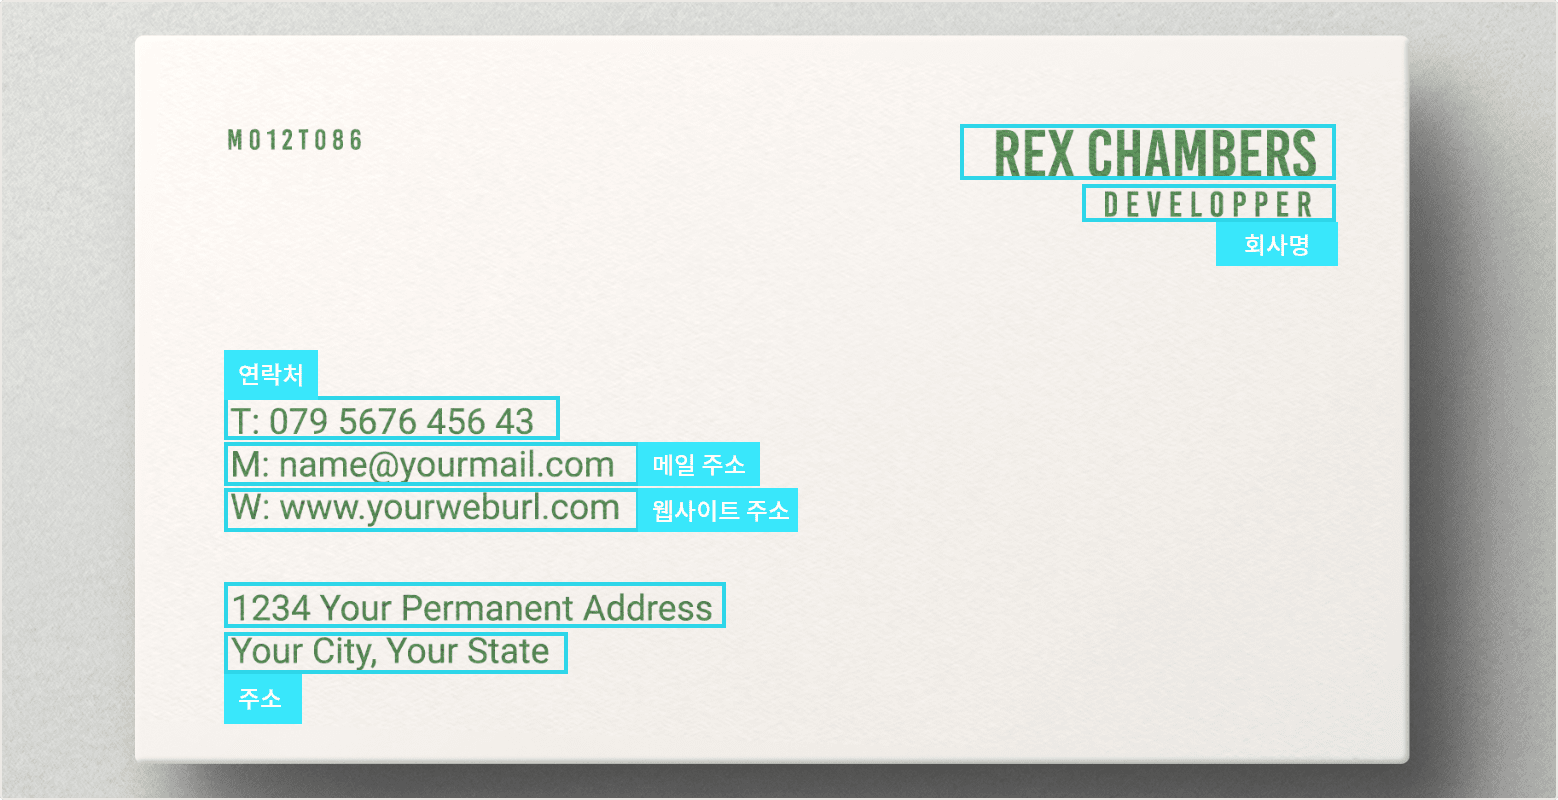 M012T086
REX CHAMBERS
DEVELOPPER
회사명
연락처
T: 079 5676 456 43
M: name@yourmail.com
메일 주소
W: www.yourweburl.com
웹사이트 주소
1234 Your Permanent Address
Your City, Your State
주소